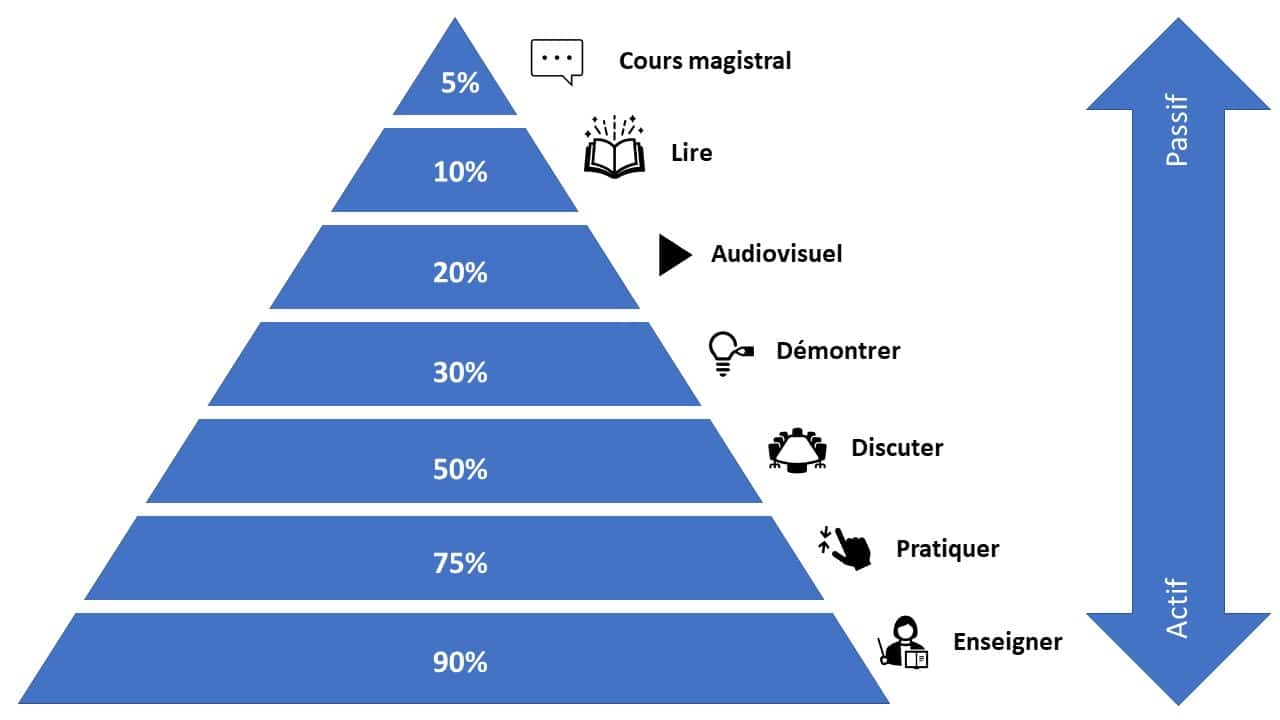 5%
Cours magistral
10%
Lire
20%
Audiovisuel
30%
Démontrer
50%
Discuter
75%
Pratiquer
90%
Enseigner
Passif
Actif